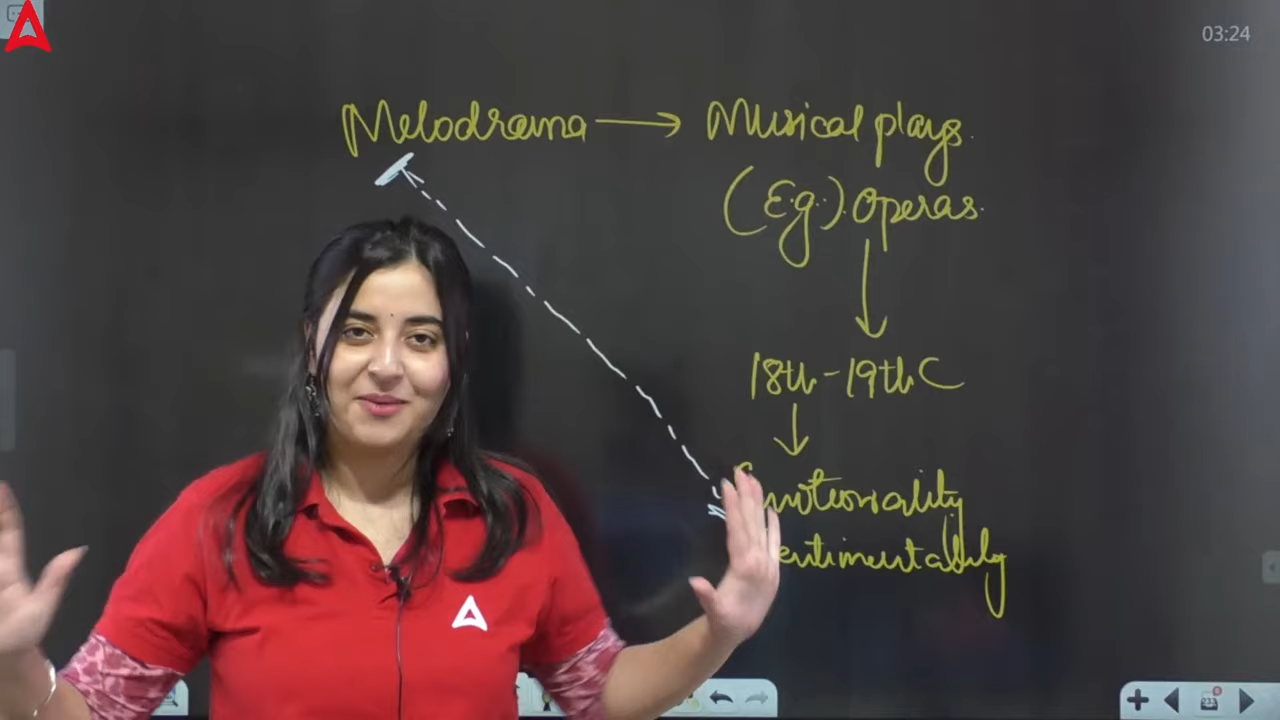 03:24
Melodrama → Musical plays.
(E.g.). Operas.
18th - 19th C
Emotionality
Sentimentality